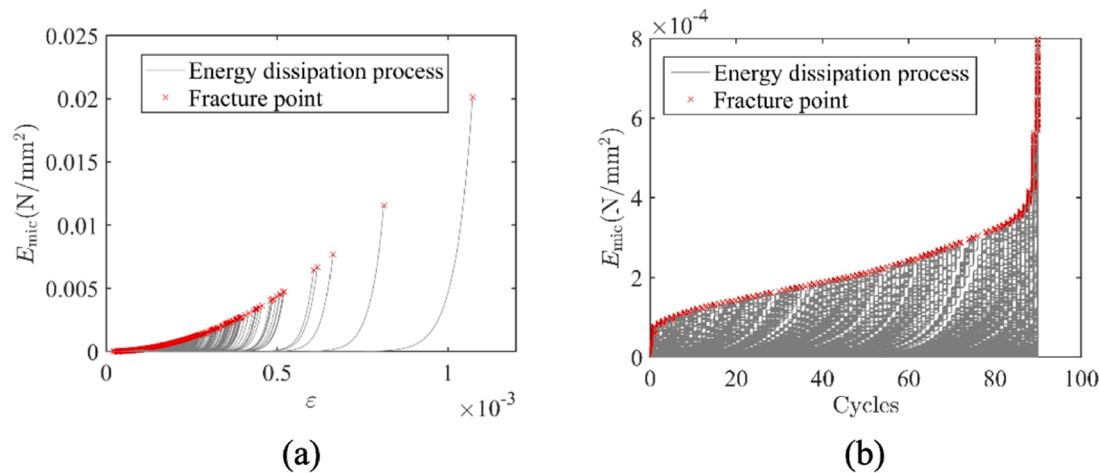 0.025
0.02
0.015
0.01
0.005
0
E_mic(N/mm²)
Energy dissipation process
Fracture point
0 0.5 1
ε
×10⁻³
(a)
×10⁻⁴
8
6
4
2
0
E_mic(N/mm²)
Energy dissipation process
Fracture point
0 20 40 60 80 100
Cycles
(b)